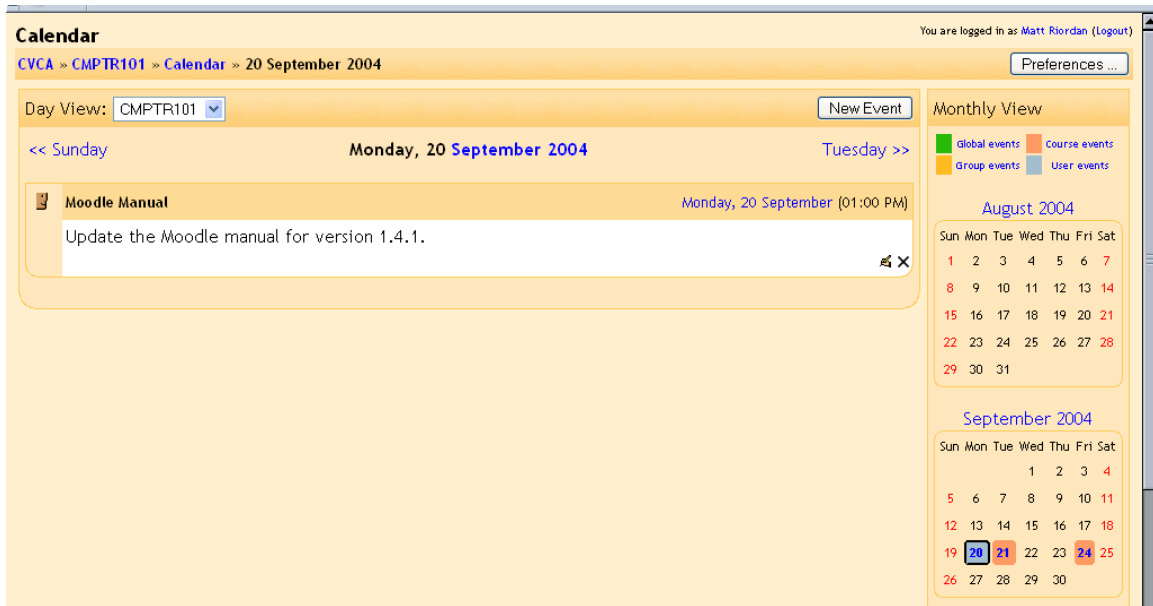 Calendar
You are logged in as Matt Riordan (Logout)
CVCA » CMPTR101 » Calendar » 20 September 2004
Preferences ...
Day View: CMPTR101
New Event
<< Sunday
Monday, 20 September 2004
Tuesday >>
Moodle Manual
Monday, 20 September (01:00 PM)
Update the Moodle manual for version 1.4.1.
Monthly View
Global events Course events
Group events User events
August 2004
Sun Mon Tue Wed Thu Fri Sat
1 2 3 4 5 6 7
8 9 10 11 12 13 14
15 16 17 18 19 20 21
22 23 24 25 26 27 28
29 30 31
September 2004
Sun Mon Tue Wed Thu Fri Sat
1 2 3 4
5 6 7 8 9 10 11
12 13 14 15 16 17 18
19 20 21 22 23 24 25
26 27 28 29 30